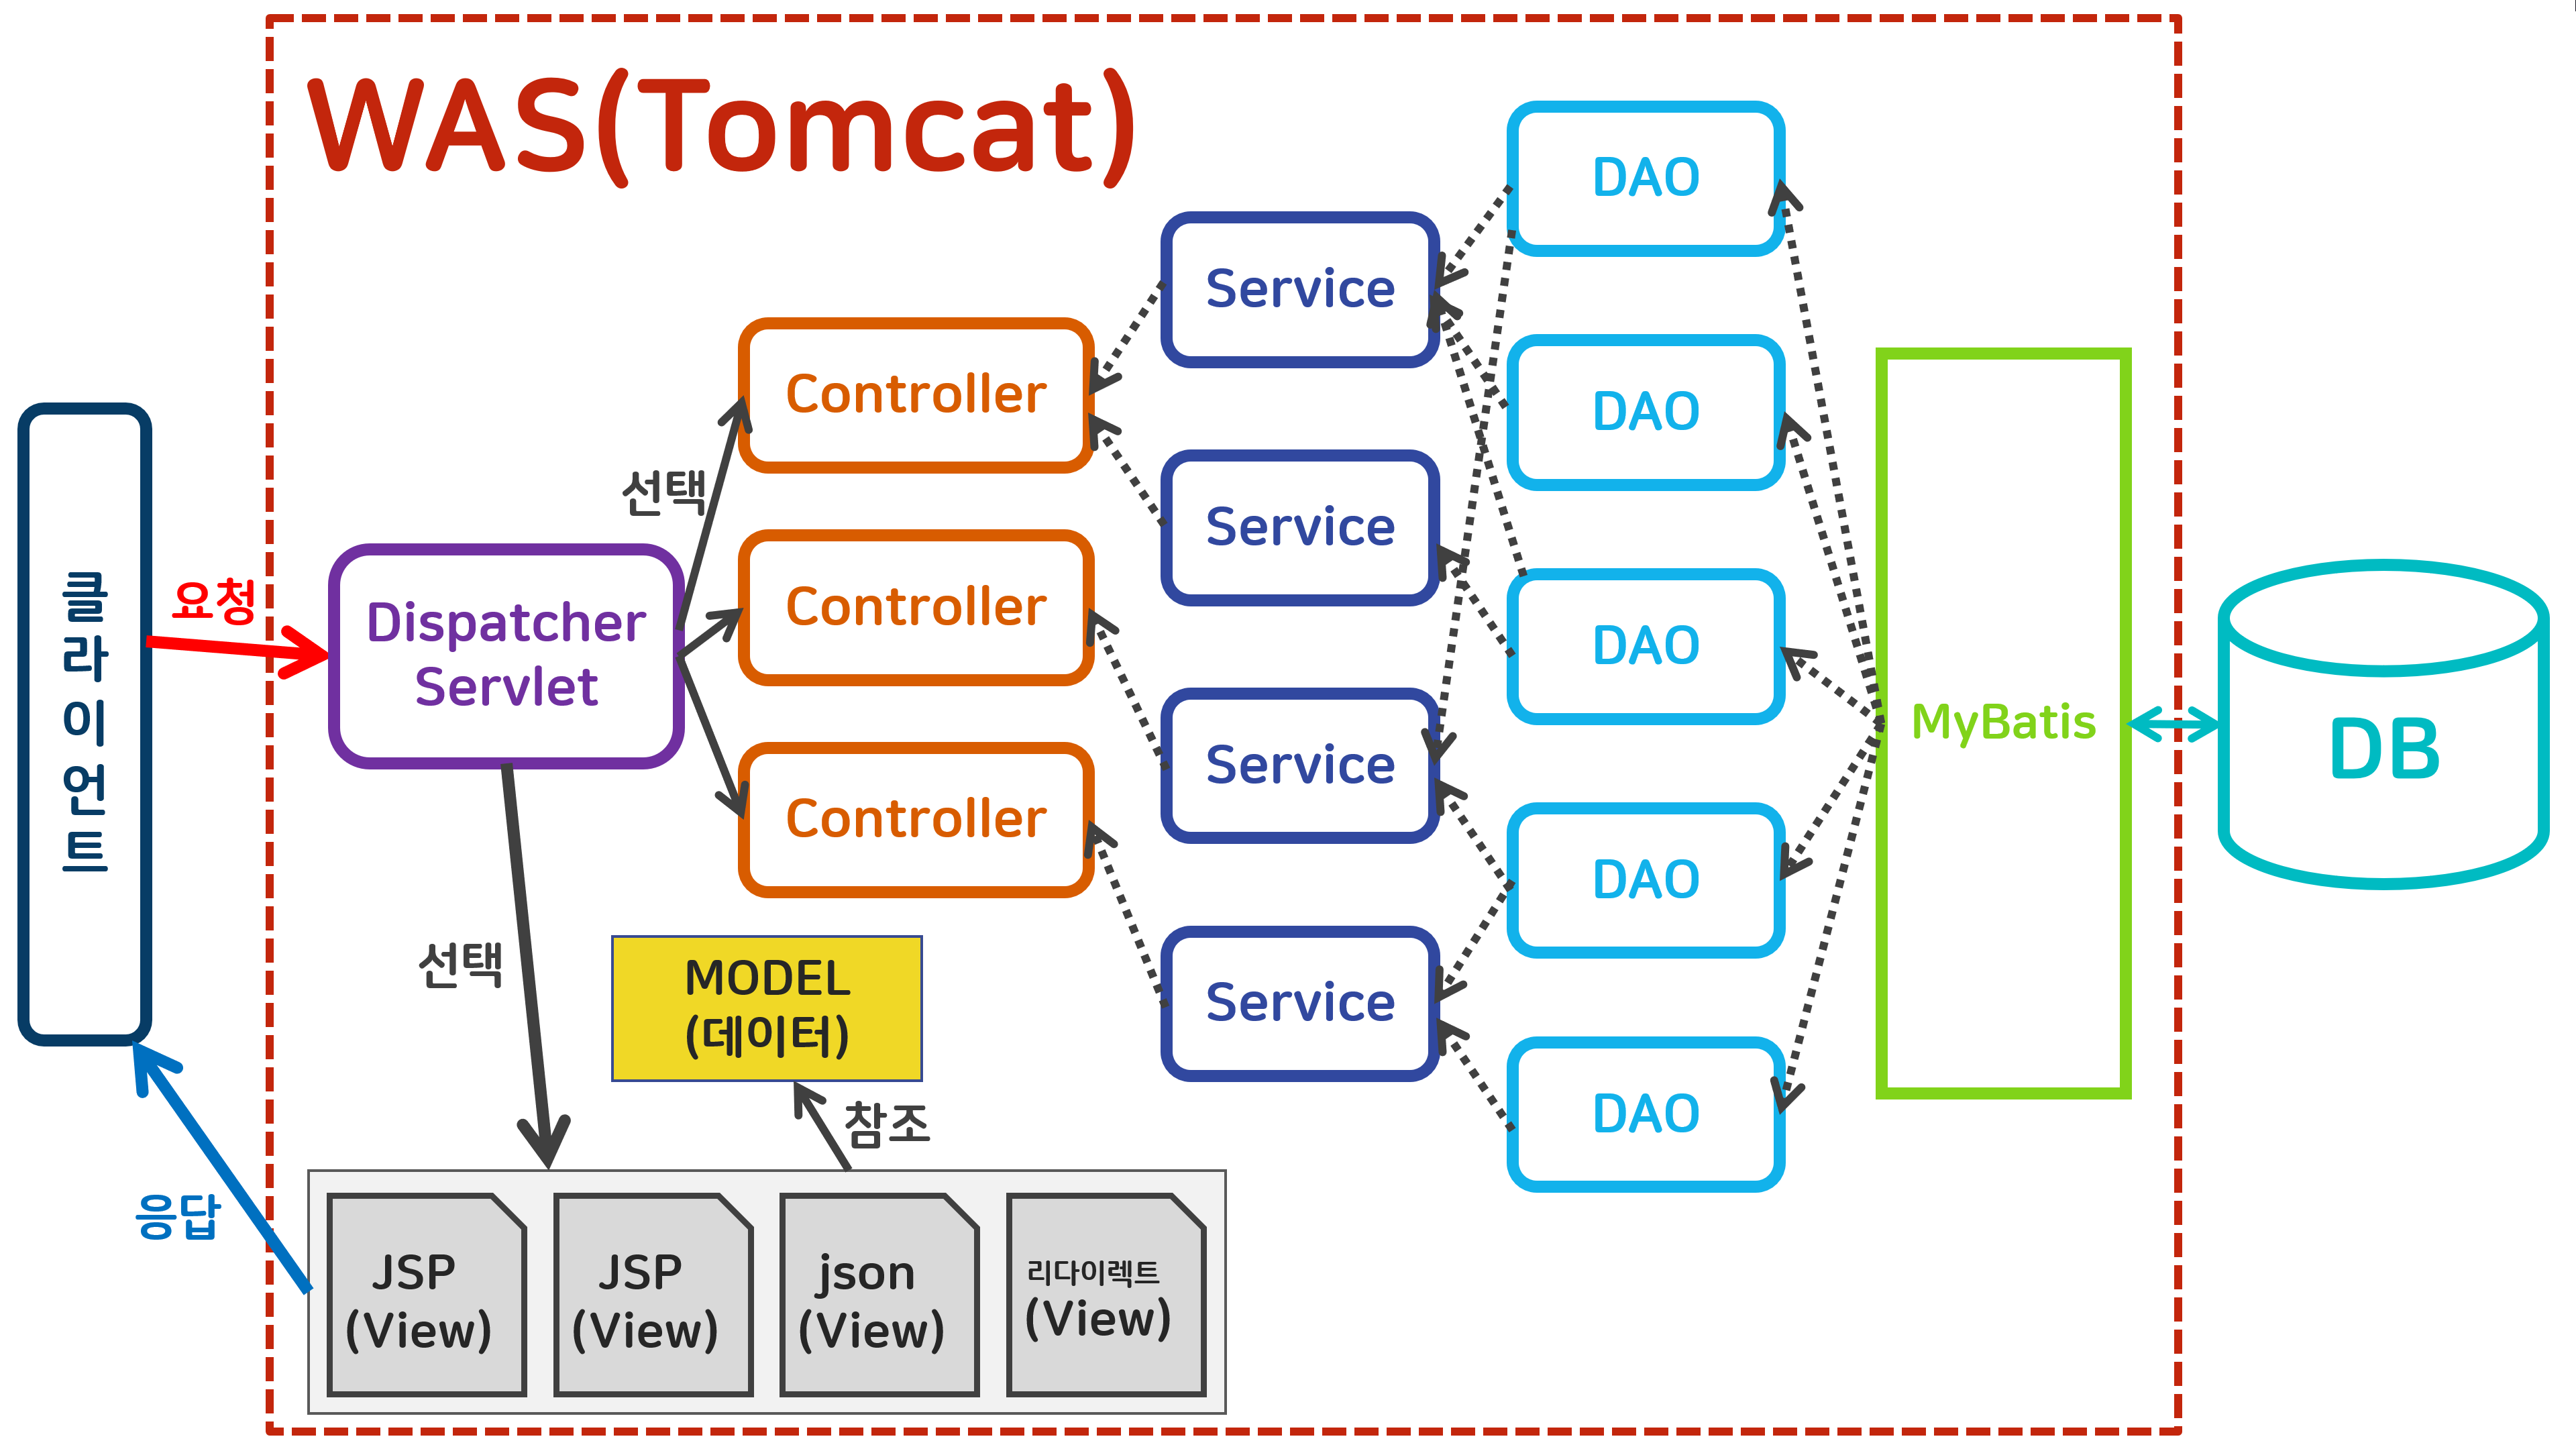 WAS(Tomcat)
클
라
이
언
트
요청
응답
Dispatcher
Servlet
선택
선택
Controller
Controller
Controller
Service
Service
Service
Service
DAO
DAO
DAO
DAO
DAO
MyBatis
DB
MODEL
(데이터)
참조
JSP
(View)
JSP
(View)
json
(View)
리다이렉트
(View)